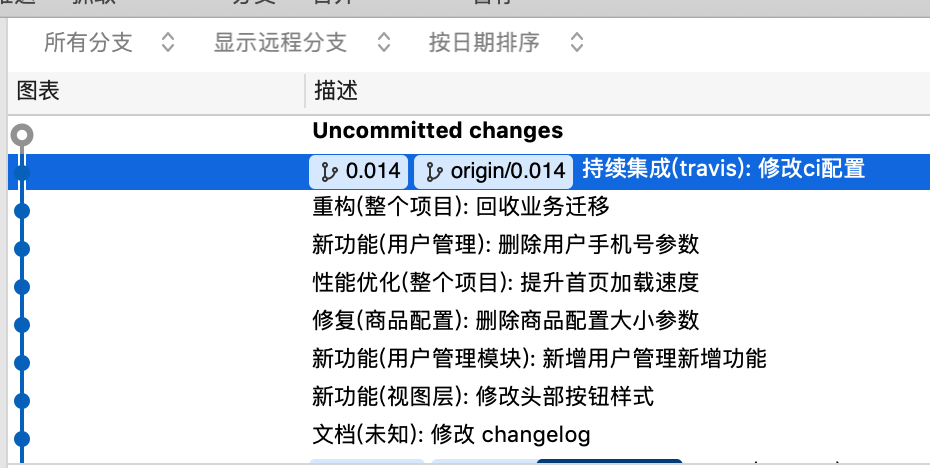 所有分支 显示远程分支 按日期排序
图表 描述
Uncommitted changes
0.014 origin/0.014 持续集成(travis): 修改ci配置
重构(整个项目): 回收业务迁移
新功能(用户管理): 删除用户手机号参数
性能优化(整个项目): 提升首页加载速度
修复(商品配置): 删除商品配置大小参数
新功能(用户管理模块): 新增用户管理新增功能
新功能(视图层): 修改头部按钮样式
文档(未知): 修改 changelog